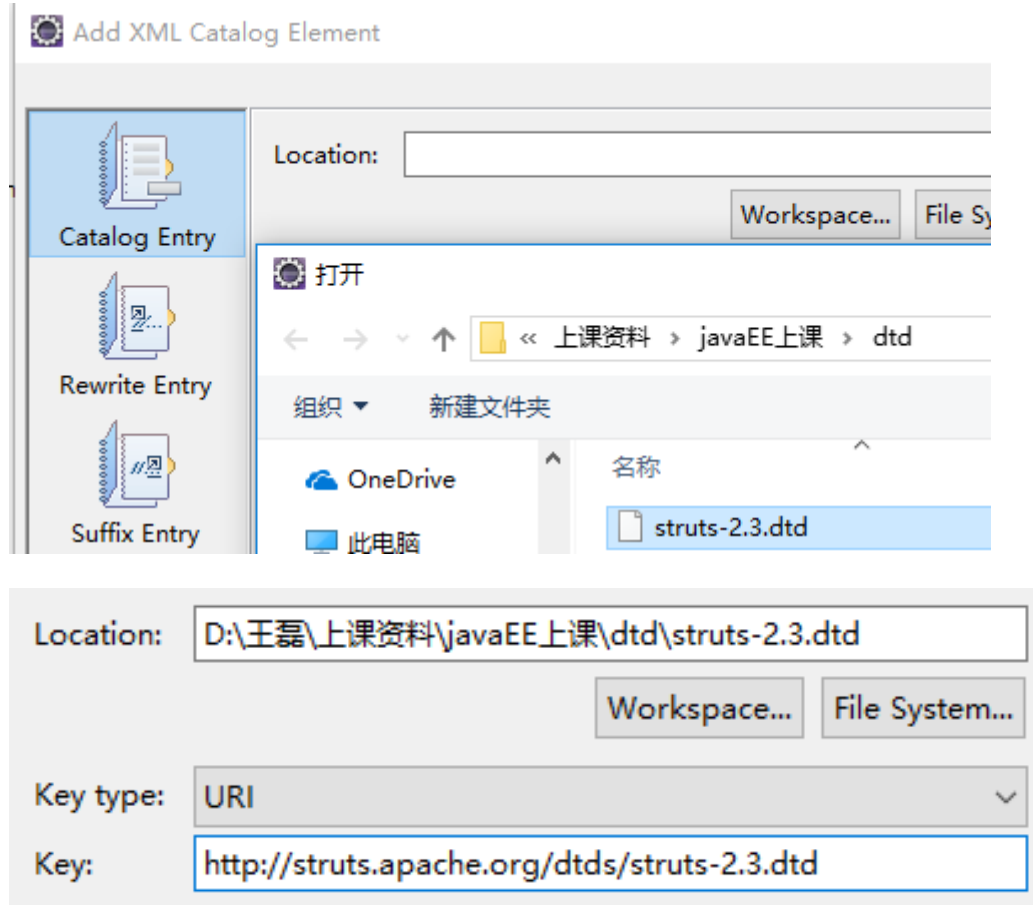 Add XML Catalog Element
Location:
Workspace...
File Sy
Catalog Entry
打开
« 上课资料 › javaEE上课 › dtd
Rewrite Entry
组织
新建文件夹
OneDrive
名称
struts-2.3.dtd
Suffix Entry
此电脑
Location: D:\王磊\上课资料\javaEE上课\dtd\struts-2.3.dtd
Workspace... File System...
Key type: URI
Key: http://struts.apache.org/dtds/struts-2.3.dtd